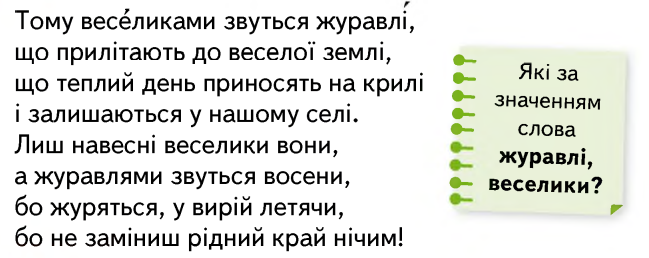 Тому весе́ликами звуться журавлі́,
що прилітають до веселої землі,
що теплий день приносять на крилі
і залишаються у нашому селі.
Лиш навесні веселики вони,
а журавлями звуться восени,
бо журяться, у вирій летячи,
бо не заміниш рідний край нічим!
Які за
значенням
слова
журавлі,
веселики?